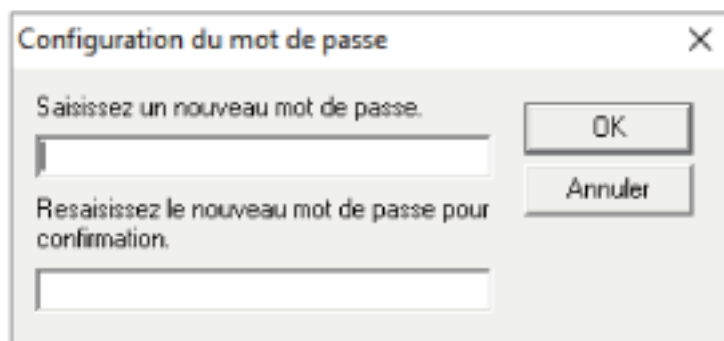 Configuration du mot de passe
Saisissez un nouveau mot de passe.
OK
Annuler
Resaisissez le nouveau mot de passe pour
confirmation.